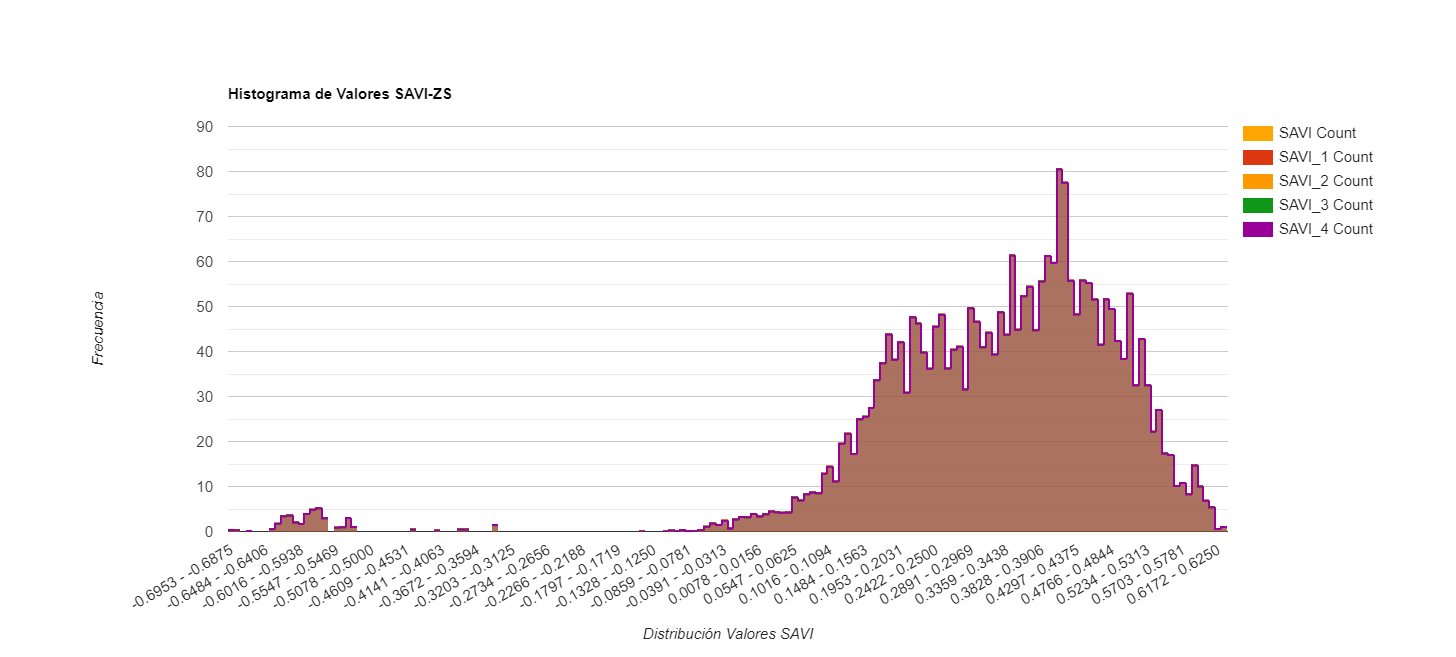 Histograma de Valores SAVI-ZS
90
80
70
60
50
40
30
20
10
0
Frecuencia
SAVI Count
SAVI_1 Count
SAVI_2 Count
SAVI_3 Count
SAVI_4 Count
-0.6953 - -0.6875
-0.6484 - -0.6406
-0.6016 - -0.5938
-0.5547 - -0.5469
-0.5078 - -0.5000
-0.4609 - -0.4531
-0.4141 - -0.4063
-0.3672 - -0.3594
-0.3203 - -0.3125
-0.2734 - -0.2656
-0.2266 - -0.2188
-0.1797 - -0.1719
-0.1328 - -0.1250
-0.0859 - -0.0781
-0.0391 - -0.0313
0.0078 - 0.0156
0.0547 - 0.0625
0.1016 - 0.1094
0.1484 - 0.1563
0.1953 - 0.2031
0.2422 - 0.2500
0.2891 - 0.2969
0.3359 - 0.3438
0.3828 - 0.3906
0.4297 - 0.4375
0.4766 - 0.4844
0.5234 - 0.5313
0.5703 - 0.5781
0.6172 - 0.6250
Distribución Valores SAVI